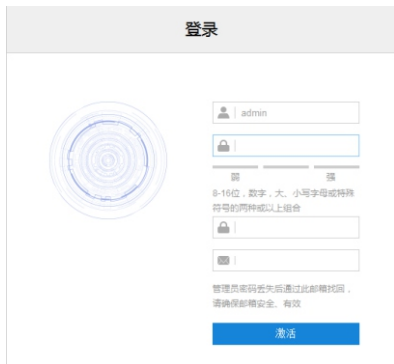 登录
admin
弱 强
8-16位，数字，大、小写字母或特殊
符号的两种或以上组合
管理员密码丢失后通过此邮箱找回，
请确保邮箱安全、有效
激活